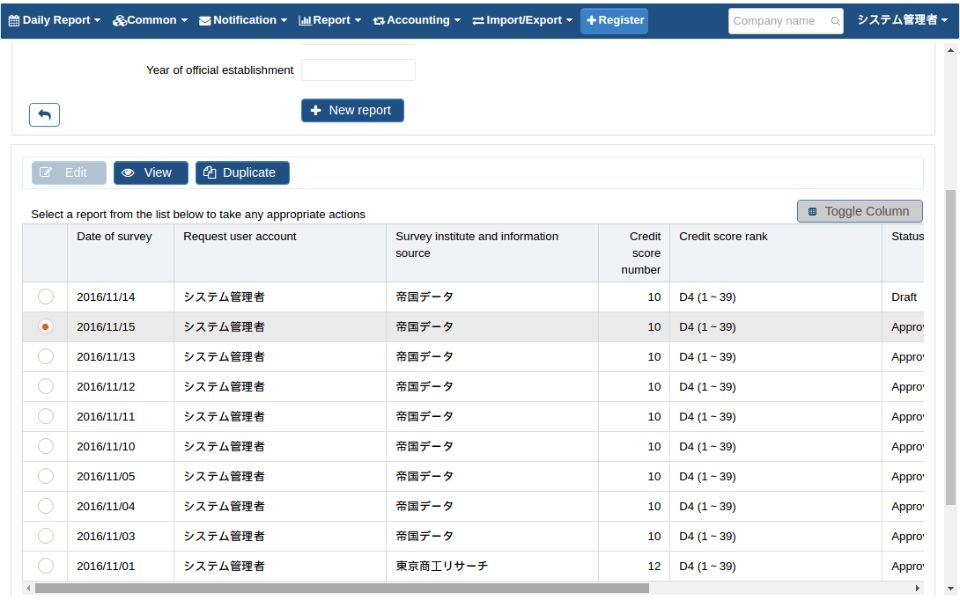 Daily Report Common Notification Report Accounting Import/Export Register Company name システム管理者
Year of official establishment
New report
Edit View Duplicate
Select a report from the list below to take any appropriate actions Toggle Column
Date of survey Request user account Survey institute and information Credit Credit score rank Status
source score
number
2016/11/14 システム管理者 帝国データ 10 D4 (1 ~ 39) Draft
2016/11/15 システム管理者 帝国データ 10 D4 (1 ~ 39) Approv
2016/11/13 システム管理者 帝国データ 10 D4 (1 ~ 39) Approv
2016/11/12 システム管理者 帝国データ 10 D4 (1 ~ 39) Approv
2016/11/11 システム管理者 帝国データ 10 D4 (1 ~ 39) Approv
2016/11/10 システム管理者 帝国データ 10 D4 (1 ~ 39) Approv
2016/11/05 システム管理者 帝国データ 10 D4 (1 ~ 39) Approv
2016/11/04 システム管理者 帝国データ 10 D4 (1 ~ 39) Approv
2016/11/03 システム管理者 帝国データ 10 D4 (1 ~ 39) Approv
2016/11/01 システム管理者 東京商工リサーチ 12 D4 (1 ~ 39) Approv